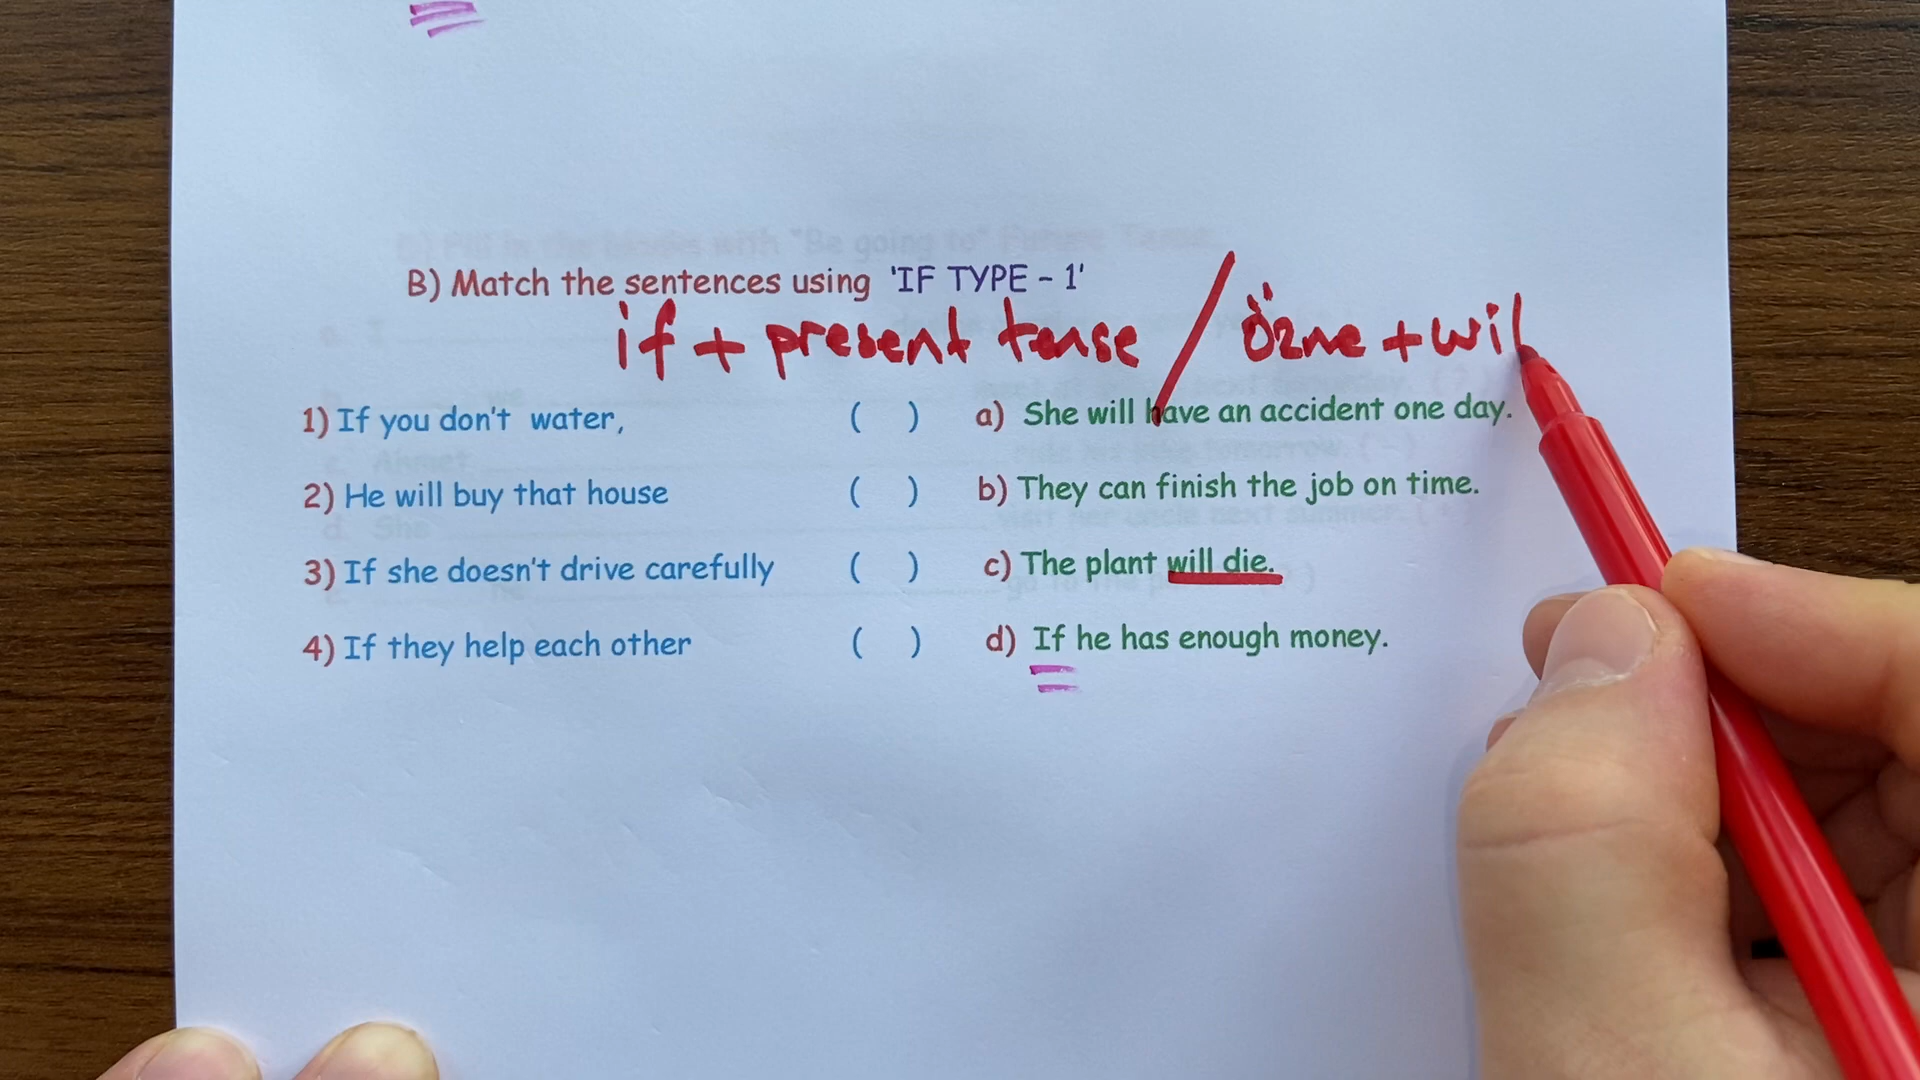 B) Match the sentences using 'IF TYPE - 1'
if + present tense / özne + wil
1) If you don't water, ( ) a) She will have an accident one day.
2) He will buy that house ( ) b) They can finish the job on time.
3) If she doesn't drive carefully ( ) c) The plant will die.
4) If they help each other ( ) d) If he has enough money.